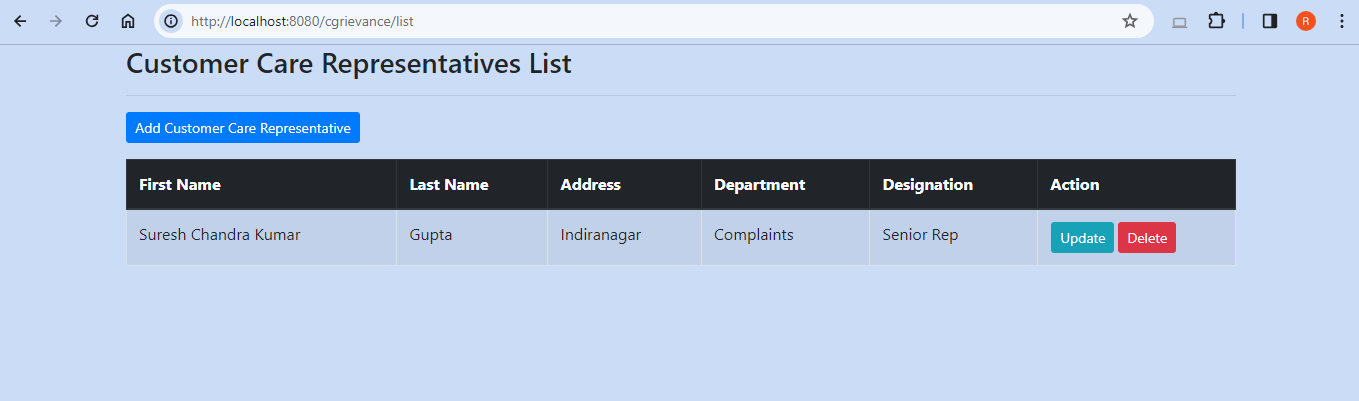 http://localhost:8080/cgrievance/list
R
Customer Care Representatives List
Add Customer Care Representative
First Name Last Name Address Department Designation Action
Suresh Chandra Kumar Gupta Indiranagar Complaints Senior Rep Update Delete